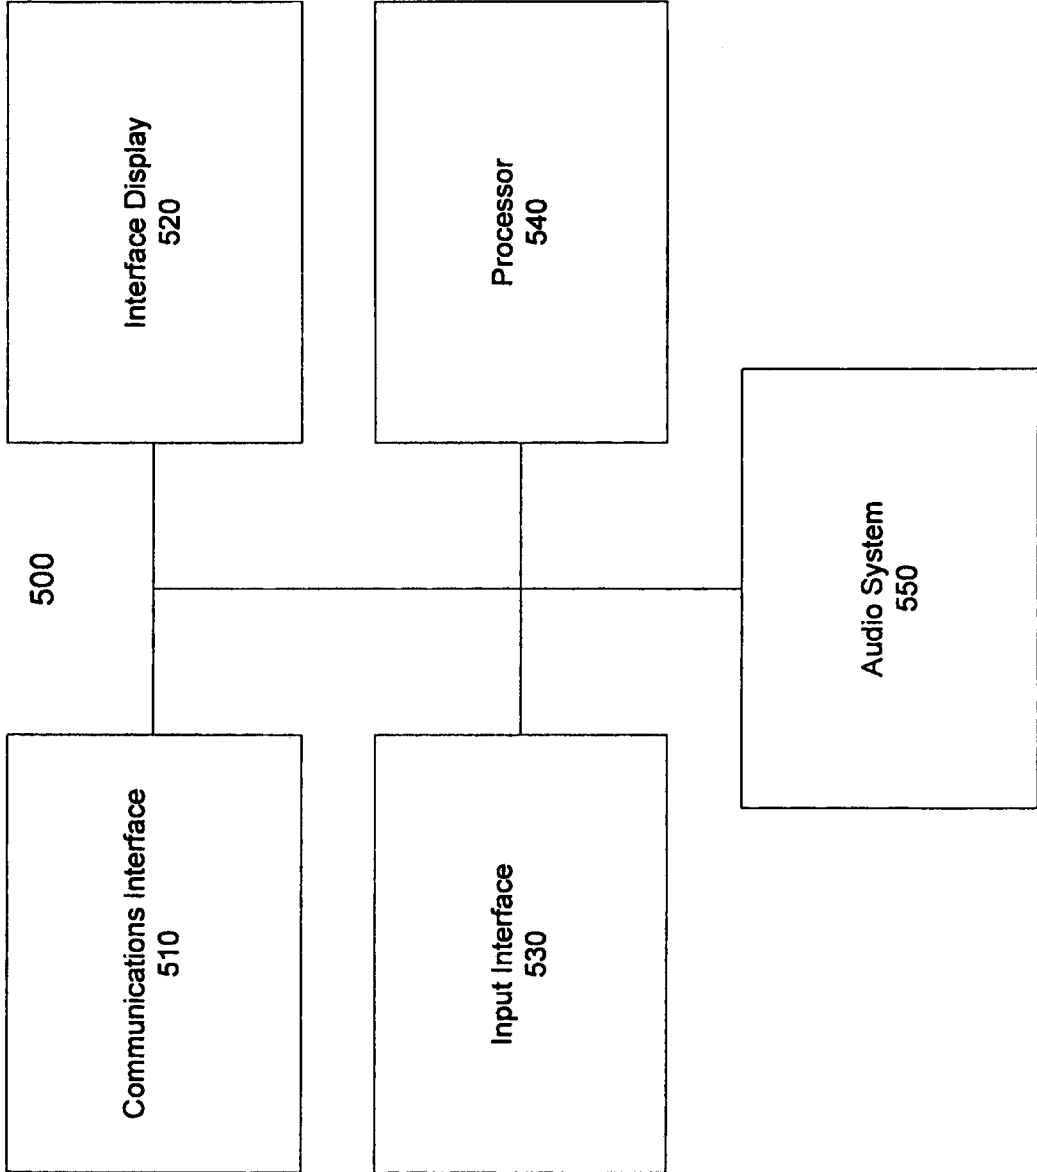 500
Communications Interface
510
Interface Display
520
Input Interface
530
Processor
540
Audio System
550